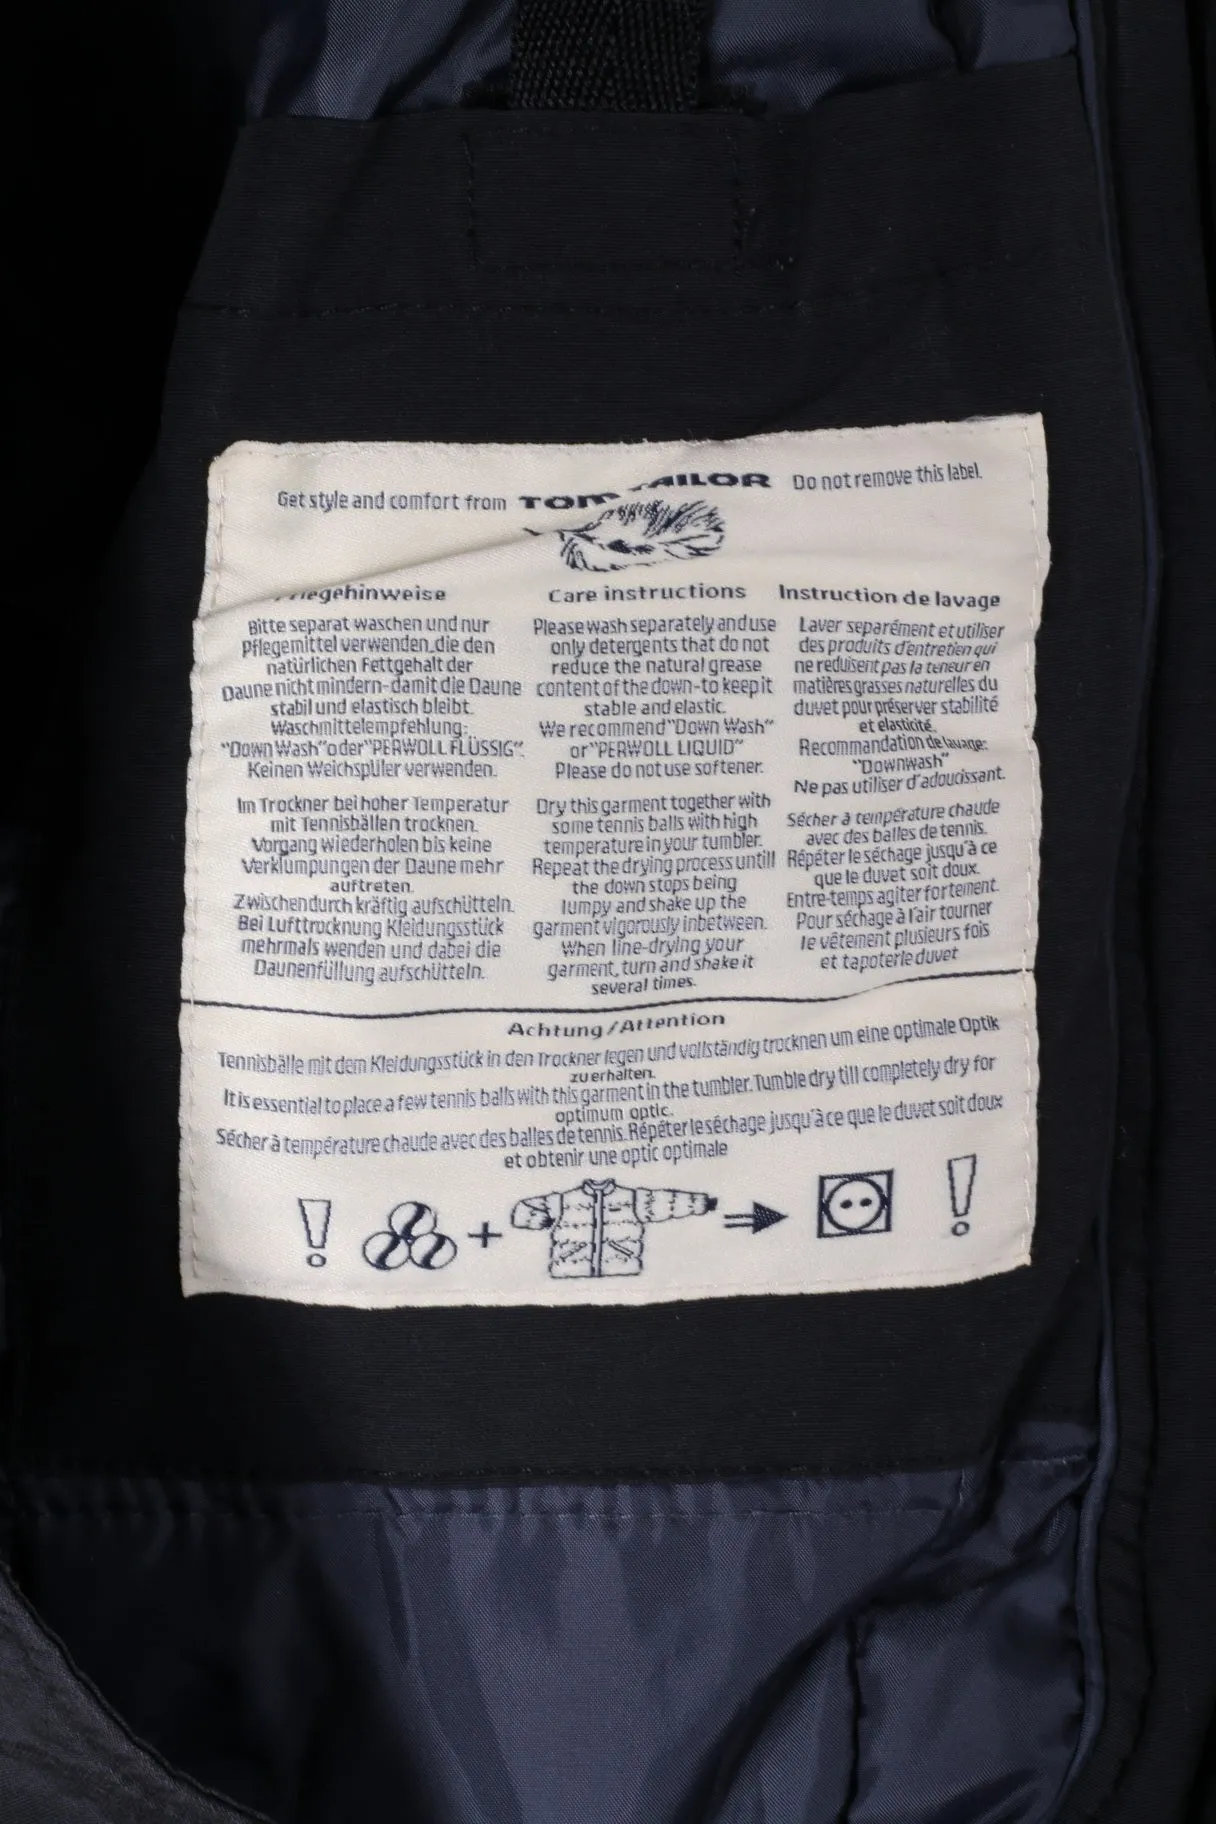 Get style and comfort from TOM TAILOR Do not remove this label.
Pflegehinweise
Bitte separat waschen und nur
Pflegemittel verwenden, die den
natürlichen Fettgehalt der
Daune nicht mindern-damit die Daune
stabil und elastisch bleibt.
Waschmittelempfehlung:
"Down Wash" oder "PERWOLL FLÜSSIG".
Keinen Weichspüler verwenden.
Im Trockner bei hoher Temperatur
mit Tennisbällen trocknen.
Vorgang wiederholen bis keine
Verklumpungen der Daune mehr
auftreten.
Zwischendurch kräftig aufschütteln.
Bei Lufttrocknung Kleidungsstück
mehrmals wenden und dabei die
Daunenfüllung aufschütteln.
Care instructions
Please wash separately and use
only detergents that do not
reduce the natural grease
content of the down-to keep it
stable and elastic.
We recommend "Down Wash"
or "PERWOLL LIQUID"
Please do not use softener.
Dry this garment together with
some tennis balls with high
temperature in your tumbler.
Repeat the drying process untill
the down stops being
lumpy and shake up the
garment vigorously inbetween.
When line-drying your
garment, turn and shake it
several times.
Instruction de lavage
Laver separément et utiliser
des produits d'entretien qui
ne reduisent pas la teneur en
matières grasses naturelles du
duvet pour préserver stabilité
et elasticité.
Recommandation de lavage:
"Downwash"
Ne pas utiliser d'adoucissant.
Sécher à température chaude
avec des balles de tennis.
Répéter le séchage jusqu'à ce
que le duvet soit doux.
Entre-temps agiter fortement.
Pour séchage à l'air tourner
le vêtement plusieurs fois
et tapoter le duvet
Achtung/Attention
Tennisbälle mit dem Kleidungsstück in den Trockner legen und vollständig trocknen um eine optimale Optik
zu erhalten.
It is essential to place a few tennis balls with this garment in the tumbler. Tumble dry till completely dry for
optimum optic.
Sécher à température chaude avec des balles de tennis. Répéter le séchage jusqu'à ce que le duvet soit doux
et obtenir une optic optimale
! + !